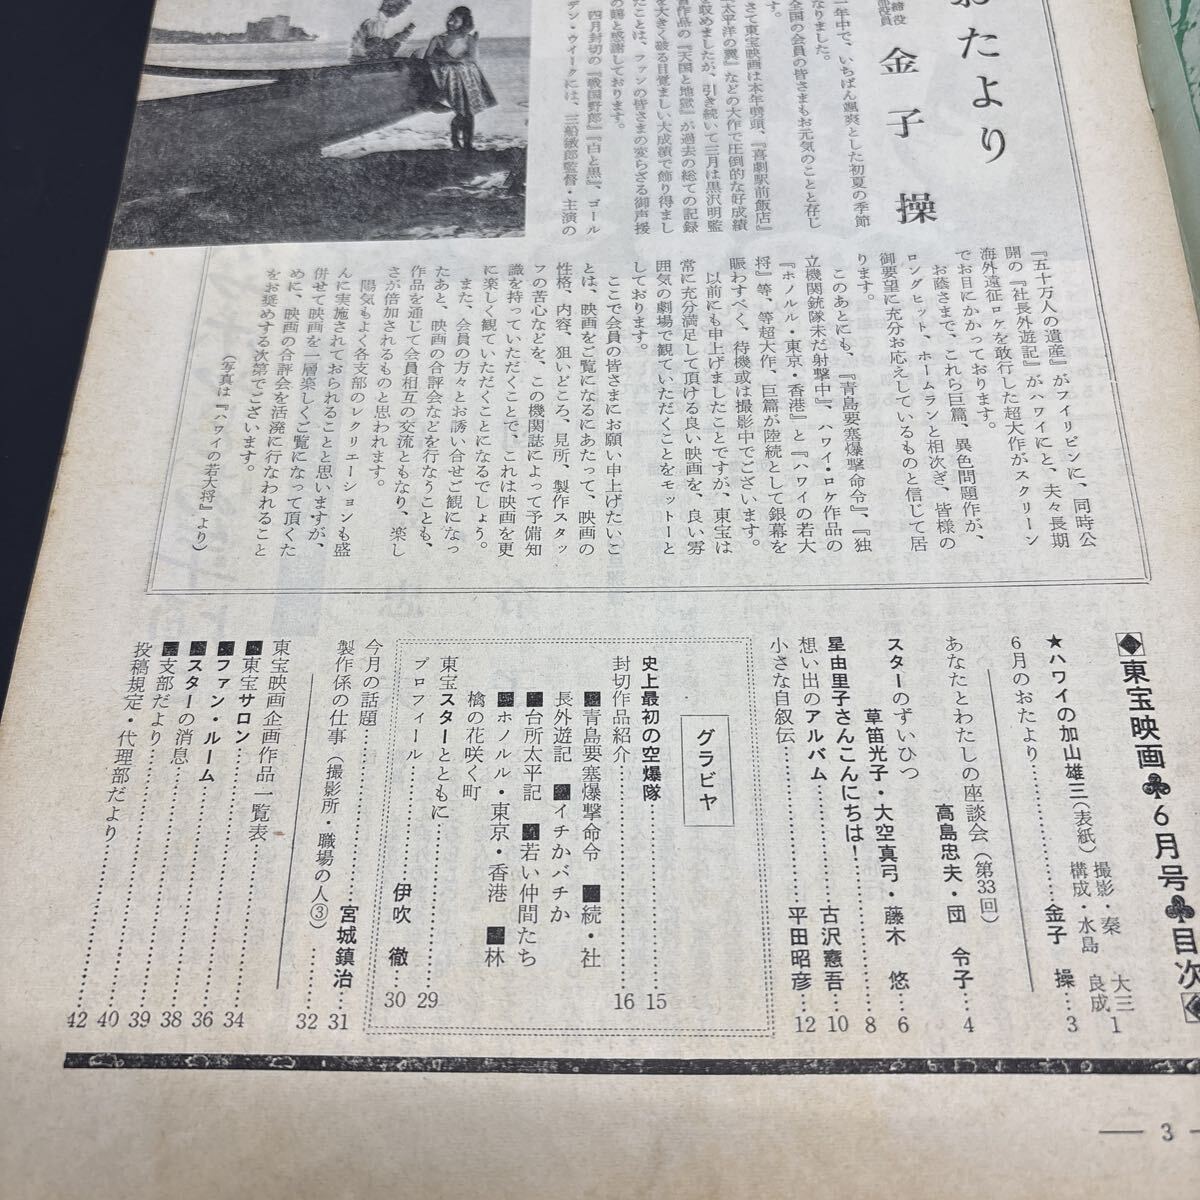 おたより
金子操
年中で、いちばん颯爽とした初夏の季節
なりました。
全国の会員の皆さまもお元気のことと存じ
ます。
さて東宝映画は本年劈頭、『喜劇駅前飯店』
太平洋の翼』などの大作で圧倒的な好成績
収めましたが、引き続いて三月は黒沢明監
督作品の『天国と地獄』が過去の総ての記録
を大きく破る目覚ましい大成績で飾り得まし
たことは、ファンの皆さまの変らざる御声援
の賜と感謝しております。
四月封切の『戦国野郎』『白と黒』、ゴール
デン・ウイークには、三船敏郎監督・主演の
『五十万人の遺産』がフイリピンに、同時公
開の『社長外遊記』がハワイにと、夫々長期
海外遠征ロケを敢行した超大作がスクリーン
でお目にかかっております。
お蔭さまで、これら巨篇、異色問題作が、
ロングヒット、ホームランと相次ぎ、皆様の
御要望に充分お応えしているものと信じて居
ります。
このあとにも、『青島要塞爆撃命令』、『独
立機関銃隊未だ射撃中』、ハワイ・ロケ作品の
『ホノルル・東京・香港』と『ハワイの若大
将』等、等超大作、巨篇が陸続として銀幕を
賑わすべく、待機或は撮影中でございます。
以前にも申上げましたことですが、東宝は
常に充分満足して頂ける良い映画を、良い雰
囲気の劇場で観ていただくことをモットーと
しております。
ここで会員の皆さまにお願い申上げたいこ
とは、映画をご覧になるにあたって、映画の
性格、内容、狙いどころ、見所、製作スタッ
フの苦心などを、この機関誌によって予備知
識を持っていただくことで、これは映画を更
に楽しく観ていただくことになるでしょう。
また、会員の方々とお誘い合せご観になっ
たあと、映画の合評会などを行なうことも、
作品を通じて会員相互の交流ともなり、楽し
さが倍加されるものと思われます。
陽気もよく各支部のレクリェーションも盛
んに実施されておられることと思いますが、
併せて映画を一層楽しくご覧になって頂くた
めに、映画の合評会を活溌に行なわれること
をお奨めする次第でございます。
（写真は『ハワイの若大将』より）
東宝映画♣6月号♣目次
★ハワイの加山雄三（表紙）撮影・秦 大三
構成・水島 良成 1
6月のおたより……金子 操…3
あなたとわたしの座談会（第33回）
高島忠夫・団 令子…4
スターのずいひつ
草笛光子・大空真弓・藤木 悠…6
星由里子さんこんにちは！……8
想い出のアルバム……古沢憲吾…10
小さな自叙伝……平田昭彦…12
グラビヤ
史上最初の空爆隊……15
封切作品紹介……16
■青島要塞爆撃命令 ■続・社
長外遊記 ■イチかバチか
■台所太平記 ■若い仲間たち
■ホノルル・東京・香港 ■林
檎の花咲く町
東宝スターとともに……29
プロフィール……伊吹 徹…30
今月の話題……宮城鎮治…31
製作係の仕事（撮影所・職場の人③）……32
東宝映画企画作品一覧表
■東宝サロン……34
■ファン・ルーム……36
■スターの消息……38
■支部だより……39
投稿規定・代理部だより……40
42
— 3 —